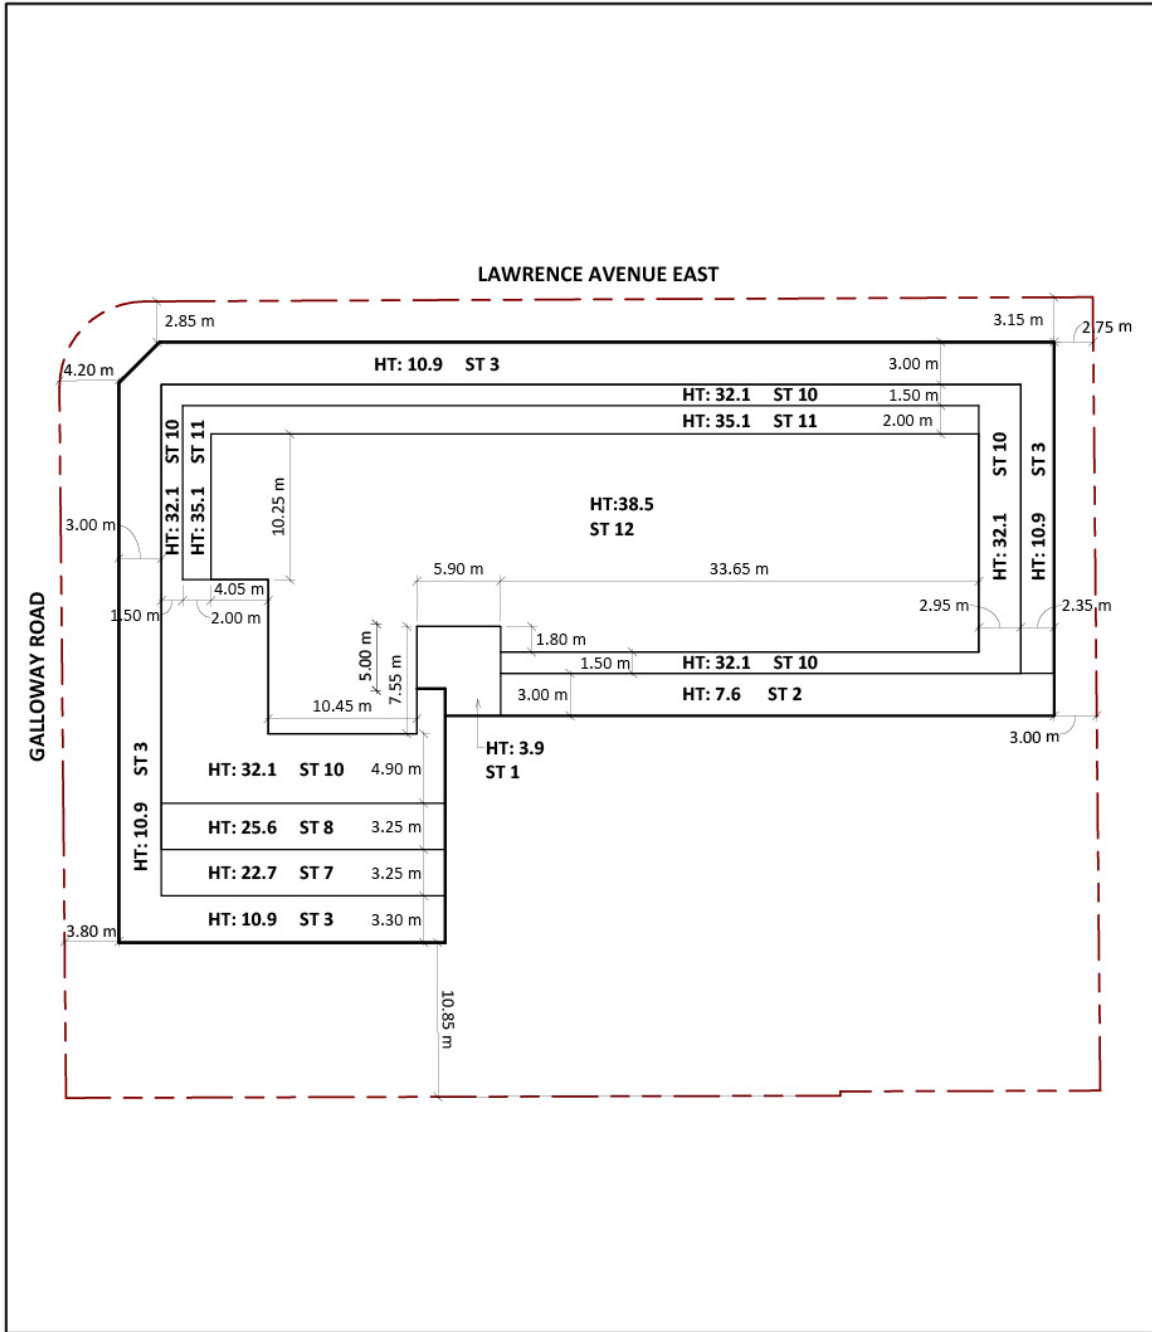 LAWRENCE AVENUE EAST
2.85 m
3.15 m
2.75 m
4.20 m
HT: 10.9 ST 3
3.00 m
HT: 32.1 ST 10
1.50 m
HT: 35.1 ST 11
2.00 m
HT: 32.1 ST 10
HT: 35.1 ST 11
10.25 m
HT:38.5
ST 12
HT: 32.1 ST 10
HT: 10.9 ST 3
3.00 m
5.90 m
33.65 m
4.05 m
1.50 m
2.00 m
2.95 m
2.35 m
GALLOWAY ROAD
5.00 m
7.55 m
1.80 m
1.50 m
HT: 32.1 ST 10
3.00 m
HT: 7.6 ST 2
10.45 m
3.00 m
HT: 3.9
ST 1
HT: 10.9 ST 3
HT: 32.1 ST 10
4.90 m
HT: 25.6 ST 8
3.25 m
HT: 22.7 ST 7
3.25 m
HT: 10.9 ST 3
3.30 m
3.80 m
10.85 m